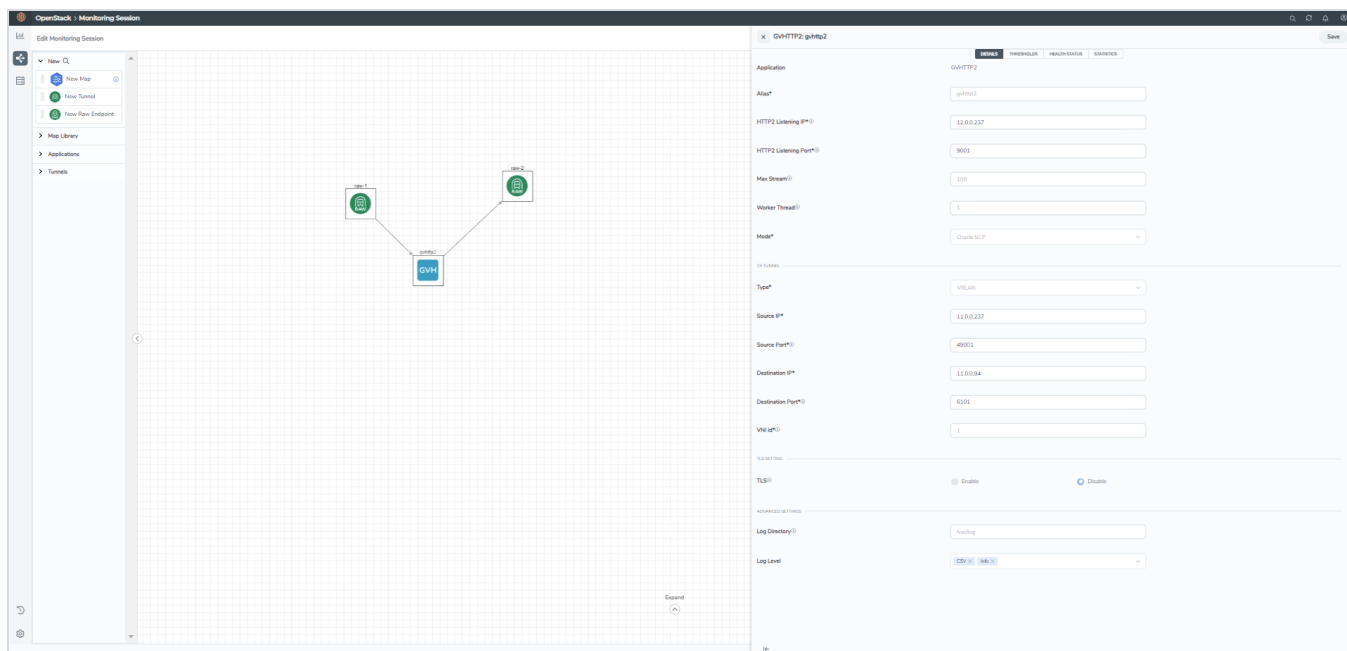 OpenStack > Monitoring Session
Edit Monitoring Session
New
New Map
New Tunnel
New Raw Endpoint
Map Library
Applications
Tunnels
raw-1
raw-2
gvhttp2
GVH
Expand
GVHTTP2: gvhttp2
Save
DETAILS THRESHOLDS HEALTH STATUS STATISTICS
Application GVHTTP2
Alias* gvhttp2
HTTP2 Listening IP* 12.0.0.237
HTTP2 Listening Port* 9001
Max Stream 100
Worker Thread 1
Mode* Oracle SCP
TX TUNNEL
Type* VXLAN
Source IP* 11.0.0.237
Source Port* 49001
Destination IP* 11.0.0.94
Destination Port* 6101
VNI Id* 1
TLS SETTING
TLS Enable Disable
ADVANCED SETTINGS
Log Directory /var/log
Log Level CSV Info